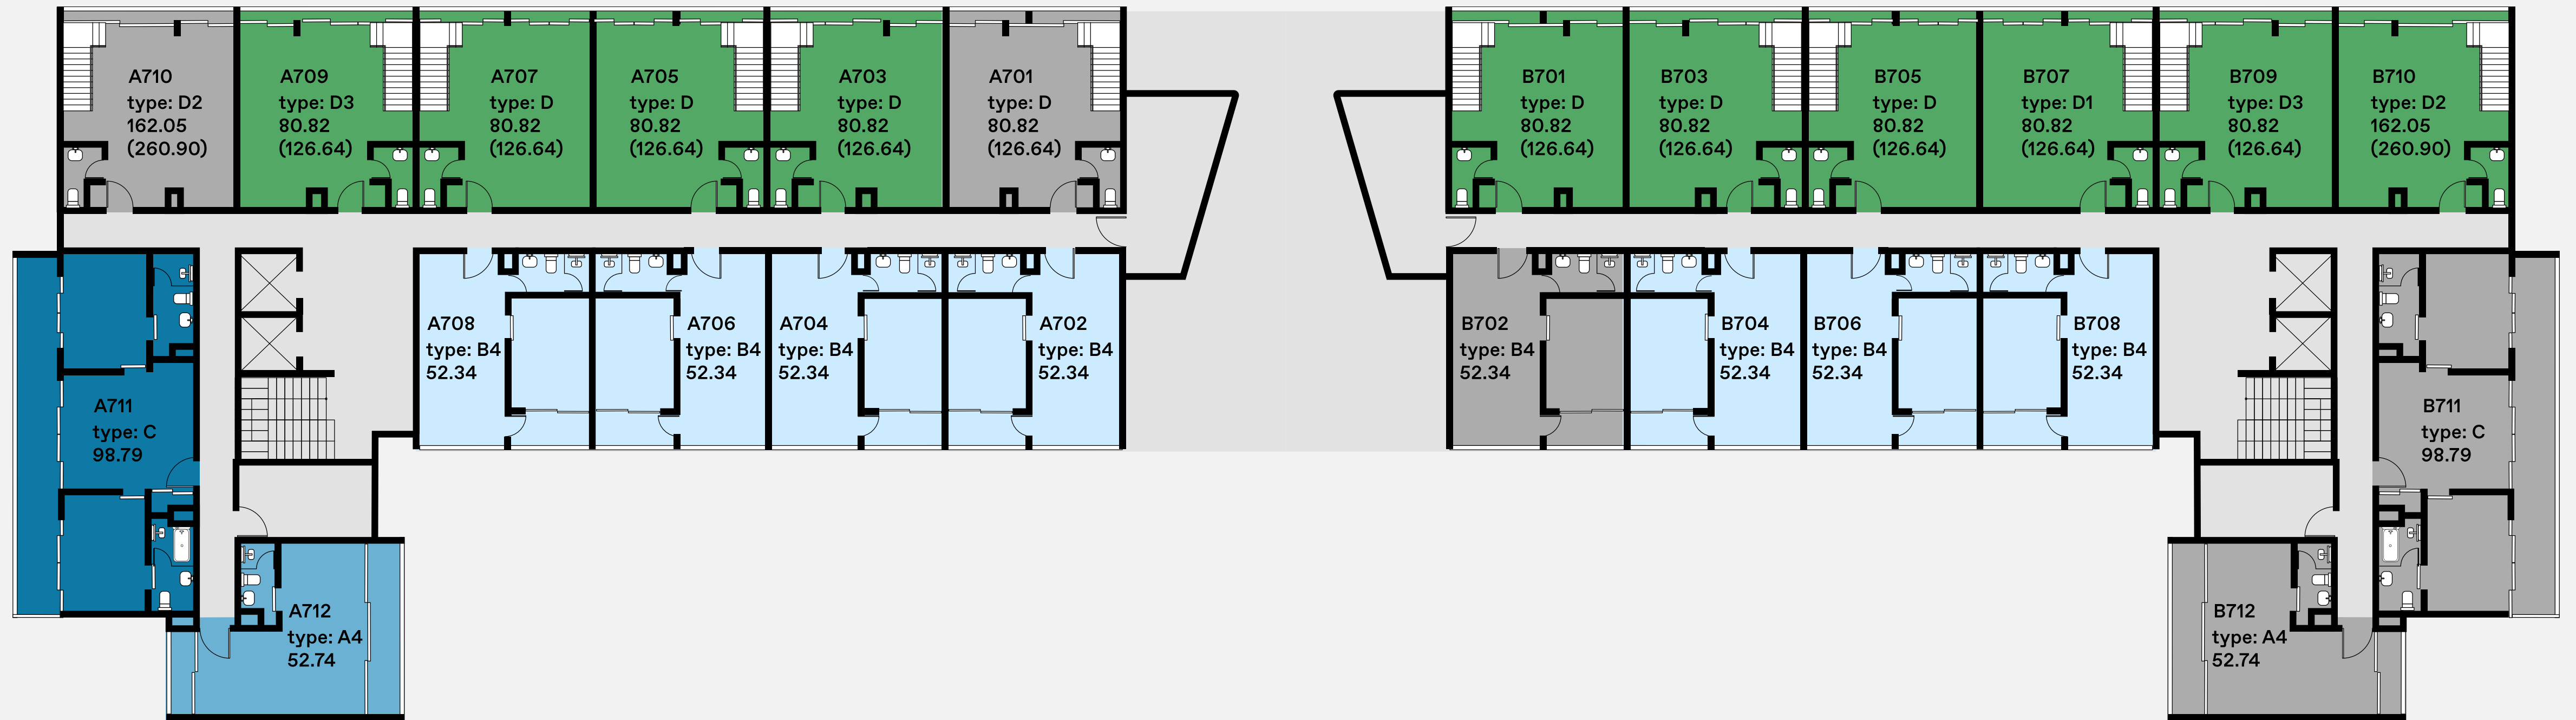 A710
type: D2
162.05
(260.90)
A709
type: D3
80.82
(126.64)
A707
type: D
80.82
(126.64)
A705
type: D
80.82
(126.64)
A703
type: D
80.82
(126.64)
A701
type: D
80.82
(126.64)
B701
type: D
80.82
(126.64)
B703
type: D
80.82
(126.64)
B705
type: D
80.82
(126.64)
B707
type: D1
80.82
(126.64)
B709
type: D3
80.82
(126.64)
B710
type: D2
162.05
(260.90)
A708
type: B4
52.34
A706
type: B4
52.34
A704
type: B4
52.34
A702
type: B4
52.34
B702
type: B4
52.34
B704
type: B4
52.34
B706
type: B4
52.34
B708
type: B4
52.34
A711
type: C
98.79
B711
type: C
98.79
A712
type: A4
52.74
B712
type: A4
52.74